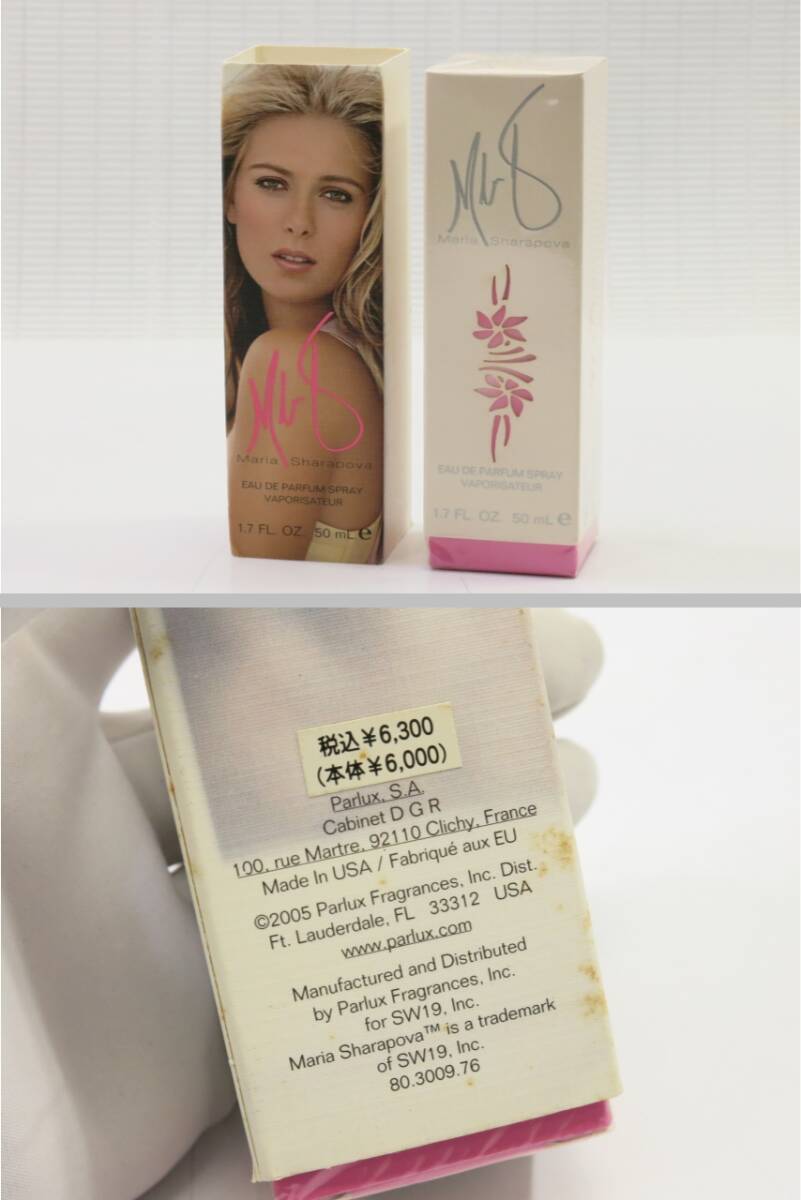 Maria Sharapova
EAU DE PARFUM SPRAY
VAPORISATEUR
1.7 FL. OZ. 50 mL e
Maria Sharapova
EAU DE PARFUM SPRAY
VAPORISATEUR
1.7 FL. OZ. 50 mL e
税込¥6,300
(本体¥6,000)
Parlux, S.A.
Cabinet D G R
100, rue Martre, 92110 Clichy, France
Made In USA / Fabriqué aux EU
©2005 Parlux Fragrances, Inc. Dist.
Ft. Lauderdale, FL 33312 USA
www.parlux.com
Manufactured and Distributed
by Parlux Fragrances, Inc.
for SW19, Inc.
Maria Sharapova™ is a trademark
of SW19, Inc.
80.3009.76